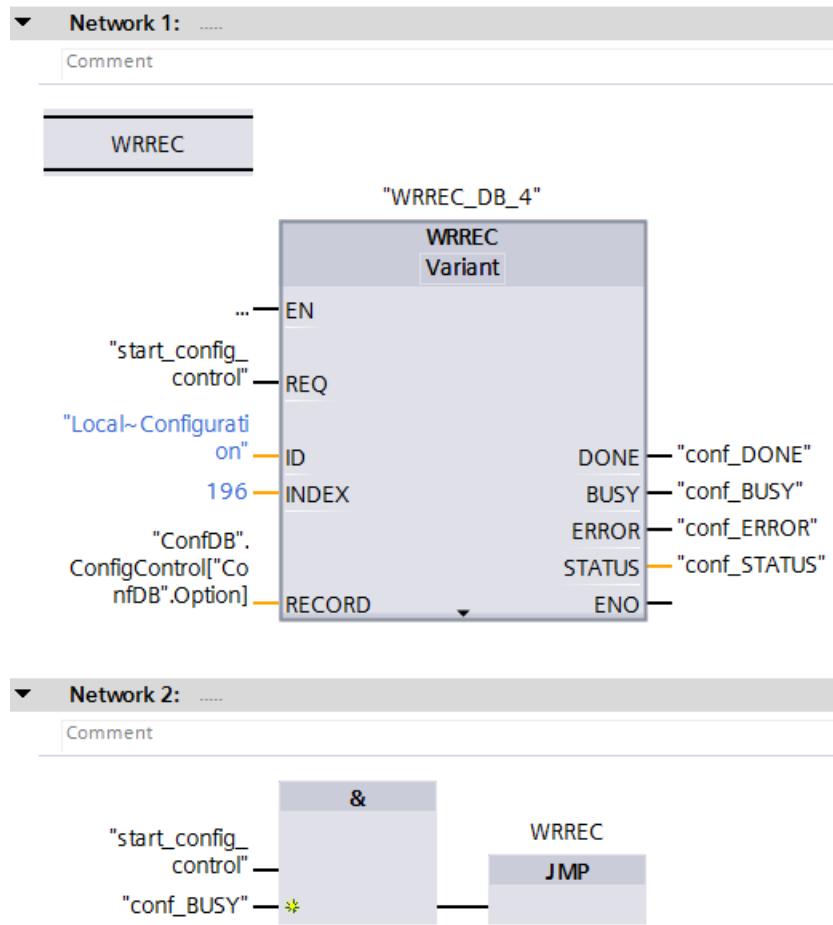 Network 1: .....
Comment
WRREC
"WRREC_DB_4"
WRREC
Variant
... EN
"start_config_
control" REQ
"Local~Configurati
on" ID
DONE "conf_DONE"
196 INDEX
BUSY "conf_BUSY"
ERROR "conf_ERROR"
"ConfDB".
ConfigControl["Co
STATUS "conf_STATUS"
nfDB".Option] RECORD
ENO
Network 2: .....
Comment
&
"start_config_
control"
WRREC
JMP
"conf_BUSY"